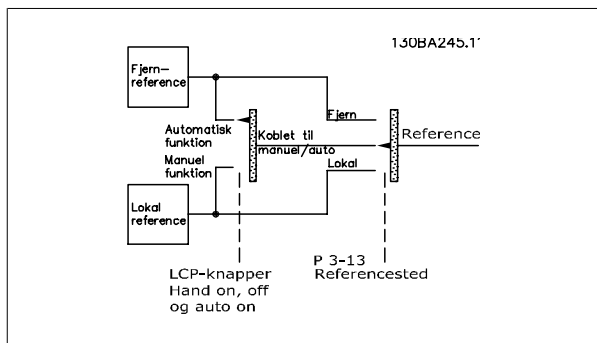 130BA245.1
Fjern-
reference
Fjern
Automatisk
funktion
Koblet til
manuel/auto
Reference
Manuel
funktion
Lokal
Lokal
reference
LCP-knapper
Hand on, off
og auto on
P 3-13
Referencested